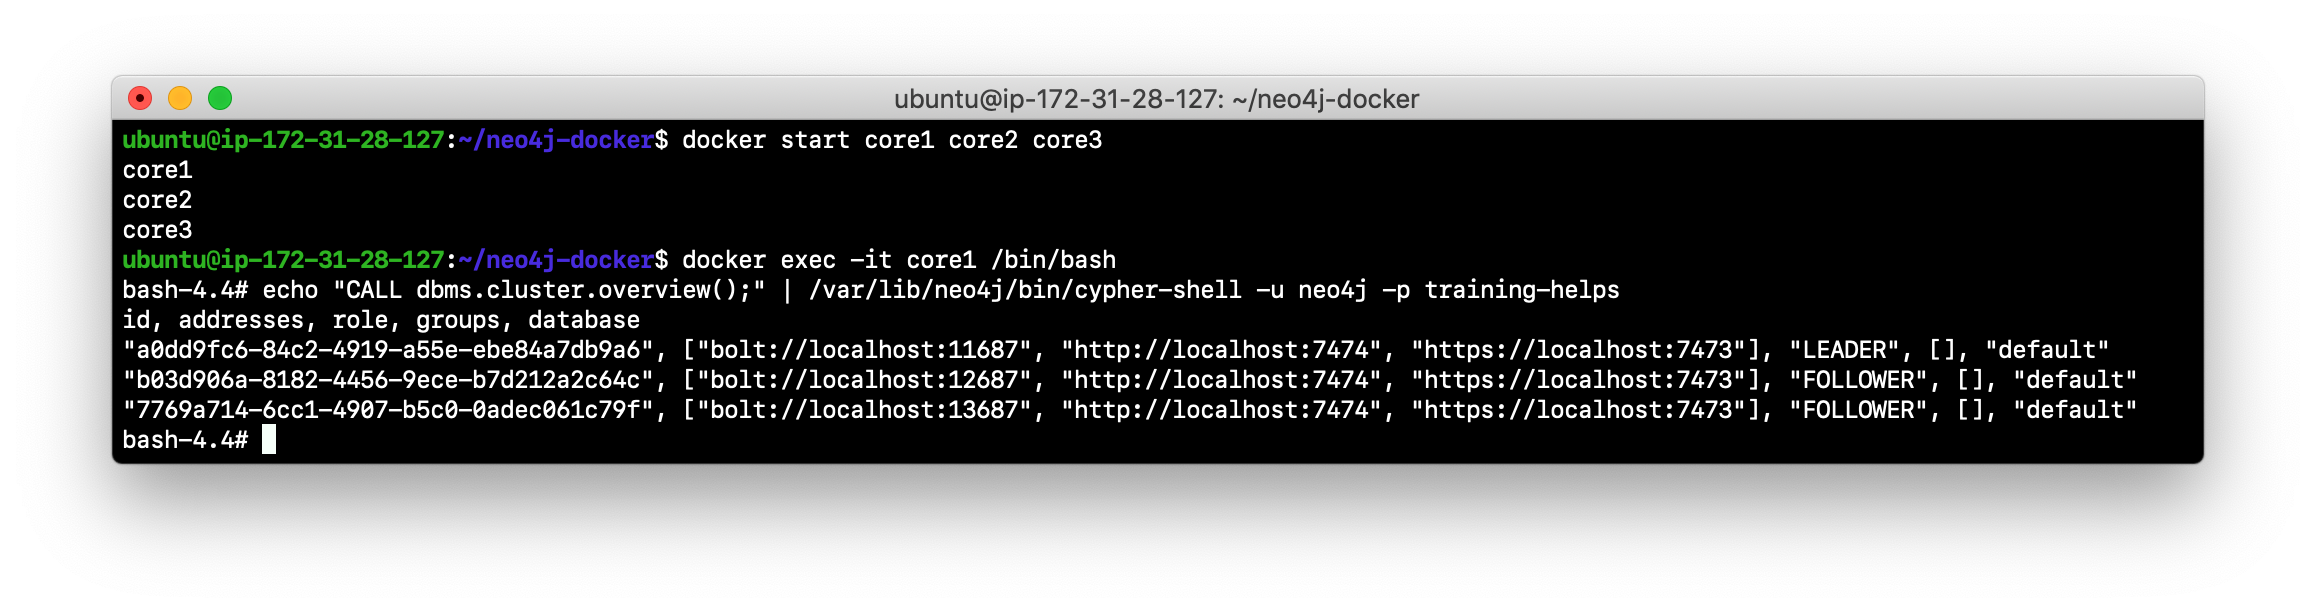 ubuntu@ip-172-31-28-127: ~/neo4j-docker
ubuntu@ip-172-31-28-127:~/neo4j-docker$ docker start core1 core2 core3
core1
core2
core3
ubuntu@ip-172-31-28-127:~/neo4j-docker$ docker exec -it core1 /bin/bash
bash-4.4# echo "CALL dbms.cluster.overview();" | /var/lib/neo4j/bin/cypher-shell -u neo4j -p training-helps
id, addresses, role, groups, database
"a0dd9fc6-84c2-4919-a55e-ebe84a7db9a6", ["bolt://localhost:11687", "http://localhost:7474", "https://localhost:7473"], "LEADER", [], "default"
"b03d906a-8182-4456-9ece-b7d212a2c64c", ["bolt://localhost:12687", "http://localhost:7474", "https://localhost:7473"], "FOLLOWER", [], "default"
"7769a714-6cc1-4907-b5c0-0adec061c79f", ["bolt://localhost:13687", "http://localhost:7474", "https://localhost:7473"], "FOLLOWER", [], "default"
bash-4.4#